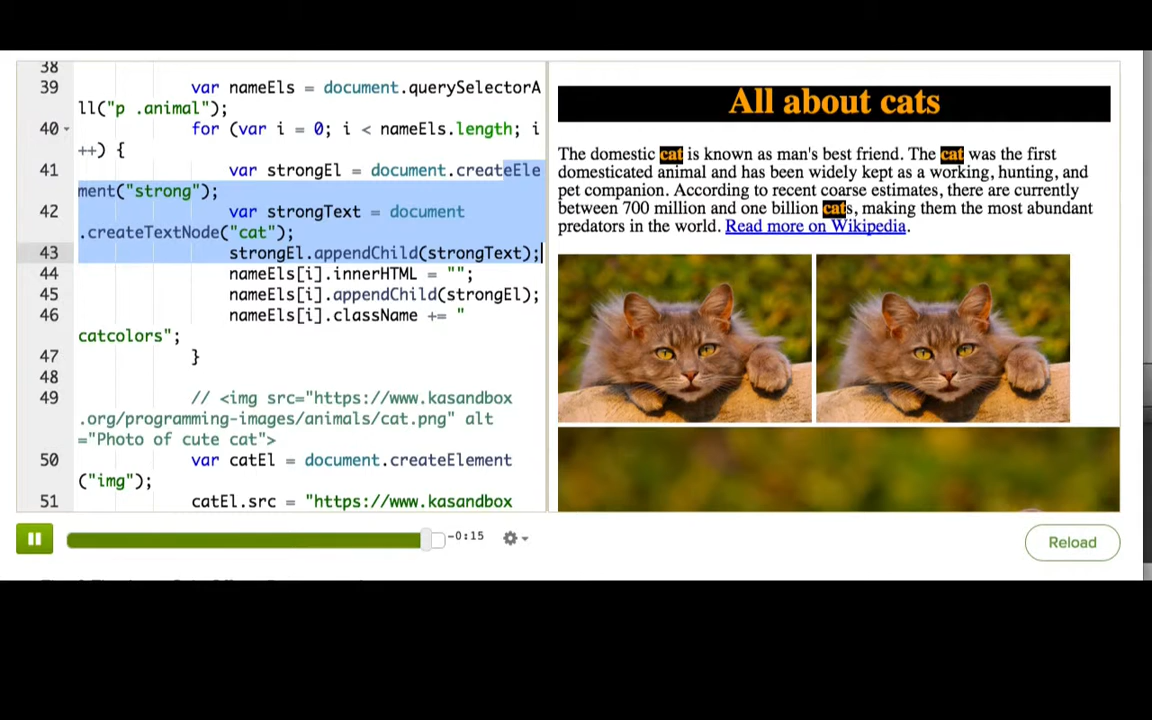 38
39 var nameEls = document.querySelectorA
ll("p .animal");
40 for (var i = 0; i < nameEls.length; i
++) {
41 var strongEl = document.createEle
ment("strong");
42 var strongText = document
.createTextNode("cat");
43 strongEl.appendChild(strongText);
44 nameEls[i].innerHTML = "";
45 nameEls[i].appendChild(strongEl);
46 nameEls[i].className += "
catcolors";
47 }
48
49 // <img src="https://www.kasandbox
.org/programming-images/animals/cat.png" alt
="Photo of cute cat">
50 var catEl = document.createElement
("img");
51 catEl.src = "https://www.kasandbox
All about cats
The domestic cat is known as man's best friend. The cat was the first
domesticated animal and has been widely kept as a working, hunting, and
pet companion. According to recent coarse estimates, there are currently
between 700 million and one billion cats, making them the most abundant
predators in the world. Read more on Wikipedia.
-0:15
Reload